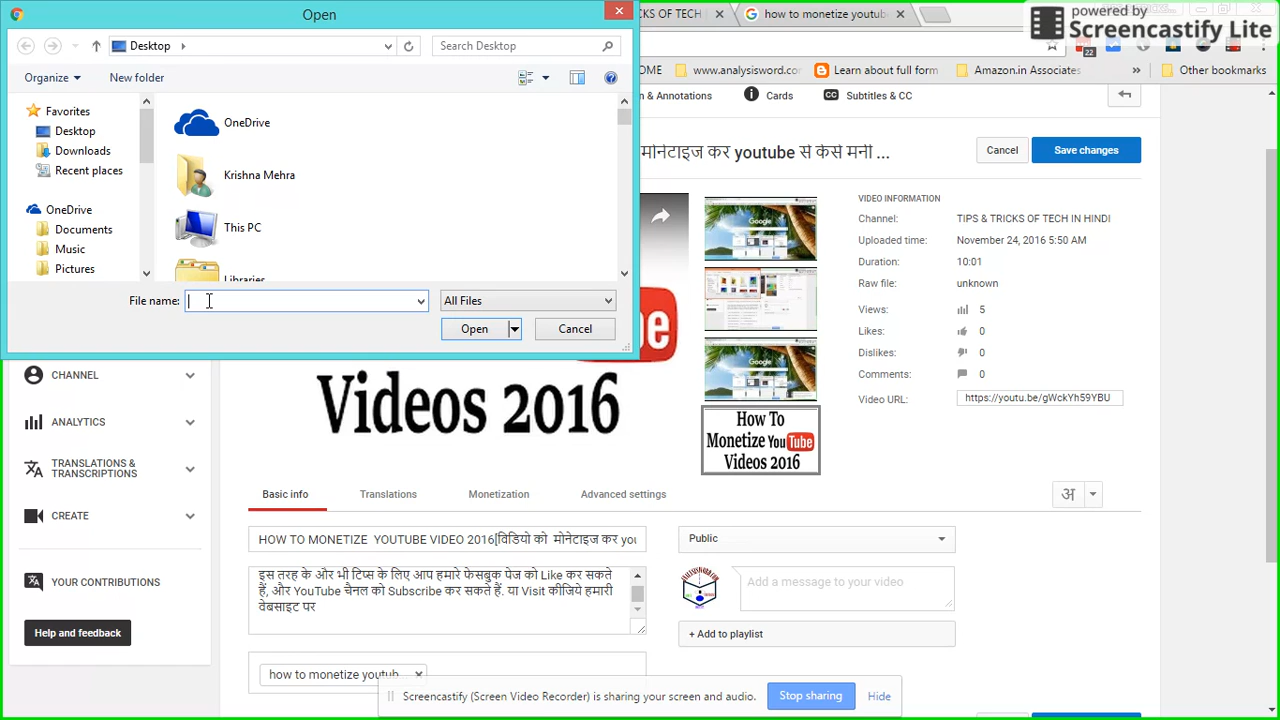 Open
KS OF TECH
how to monetize youtube
powered by
Screencastify Lite
Desktop
Search Desktop
22
OME
www.analysisword.co
Learn about full form
Amazon.in Associates
»
Other bookmarks
Organize
New folder
n & Annotations
Cards
CC
Subtitles & CC
Favorites
Desktop
Downloads
Recent places
OneDrive
Documents
Music
Pictures
OneDrive
Krishna Mehra
This PC
Libraries
File name:
All Files
Open
Cancel
मोनेटाइज करें youtube से कैसे मनी ...
Cancel
Save changes
VIDEO INFORMATION
Channel:
TIPS & TRICKS OF TECH IN HINDI
Uploaded time:
November 24, 2016 5:50 AM
Duration:
10:01
Raw file:
unknown
Views:
5
Likes:
0
Dislikes:
0
Comments:
0
Video URL:
https://youtu.be/gWckYh59YBU
Google
Google
How To
Monetize YouTube
Videos 2016
be
Videos 2016
CHANNEL
ANALYTICS
TRANSLATIONS &
TRANSCRIPTIONS
CREATE
YOUR CONTRIBUTIONS
Help and feedback
Basic info
Translations
Monetization
Advanced settings
अ
HOW TO MONETIZE YOUTUBE VIDEO 2016[विडियो को मोनेटाइज करें you
इस तरह के और भी टिप्स के लिए आप हमारे फेसबुक पेज को Like कर सकते
हैं, और YouTube चैनल को Subscribe कर सकते हैं. या Visit कीजिये हमारी
वेबसाइट पर
how to monetize youtub
Public
Add a message to your video
+ Add to playlist
Screencastify (Screen Video Recorder) is sharing your screen and audio.
Stop sharing
Hide